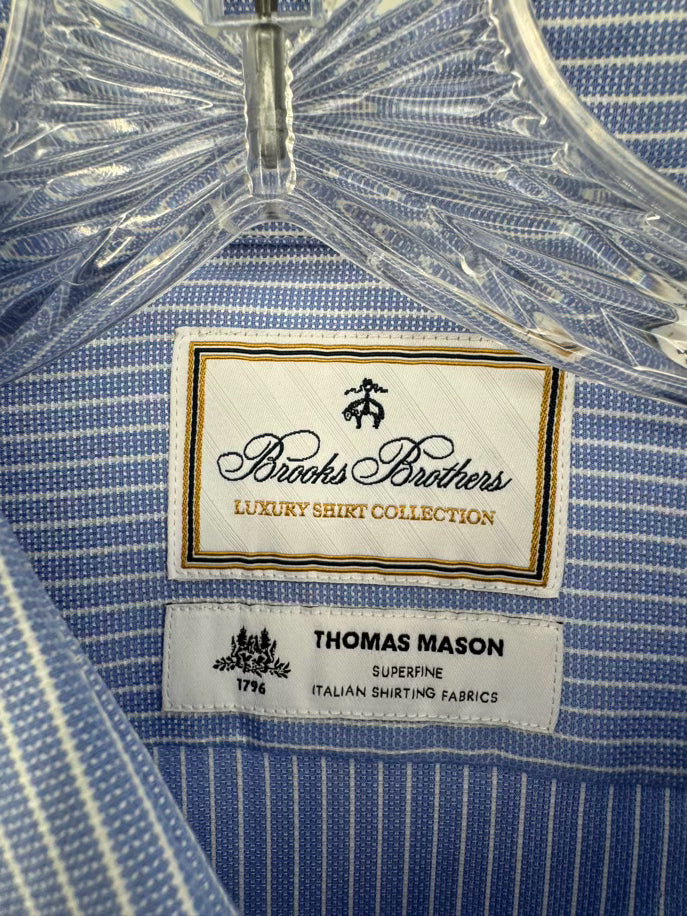 Brooks Brothers
LUXURY SHIRT COLLECTION
THOMAS MASON
SUPERFINE
ITALIAN SHIRTING FABRICS
1796